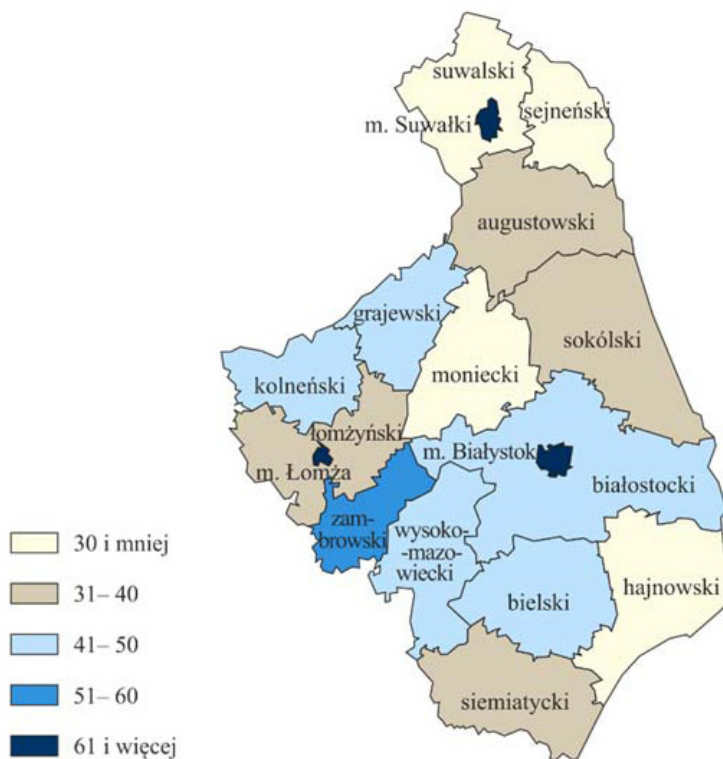 suwalski
m. Suwałki
sejneński
augustowski
grajewski
sokólski
kolneński
moniecki
łomżyński
m. Łomża
m. Białystok
białostocki
zam-
browski
wysoko-
-mazo-
wiecki
bielski
hajnowski
siemiatycki
30 i mniej
31– 40
41– 50
51– 60
61 i więcej